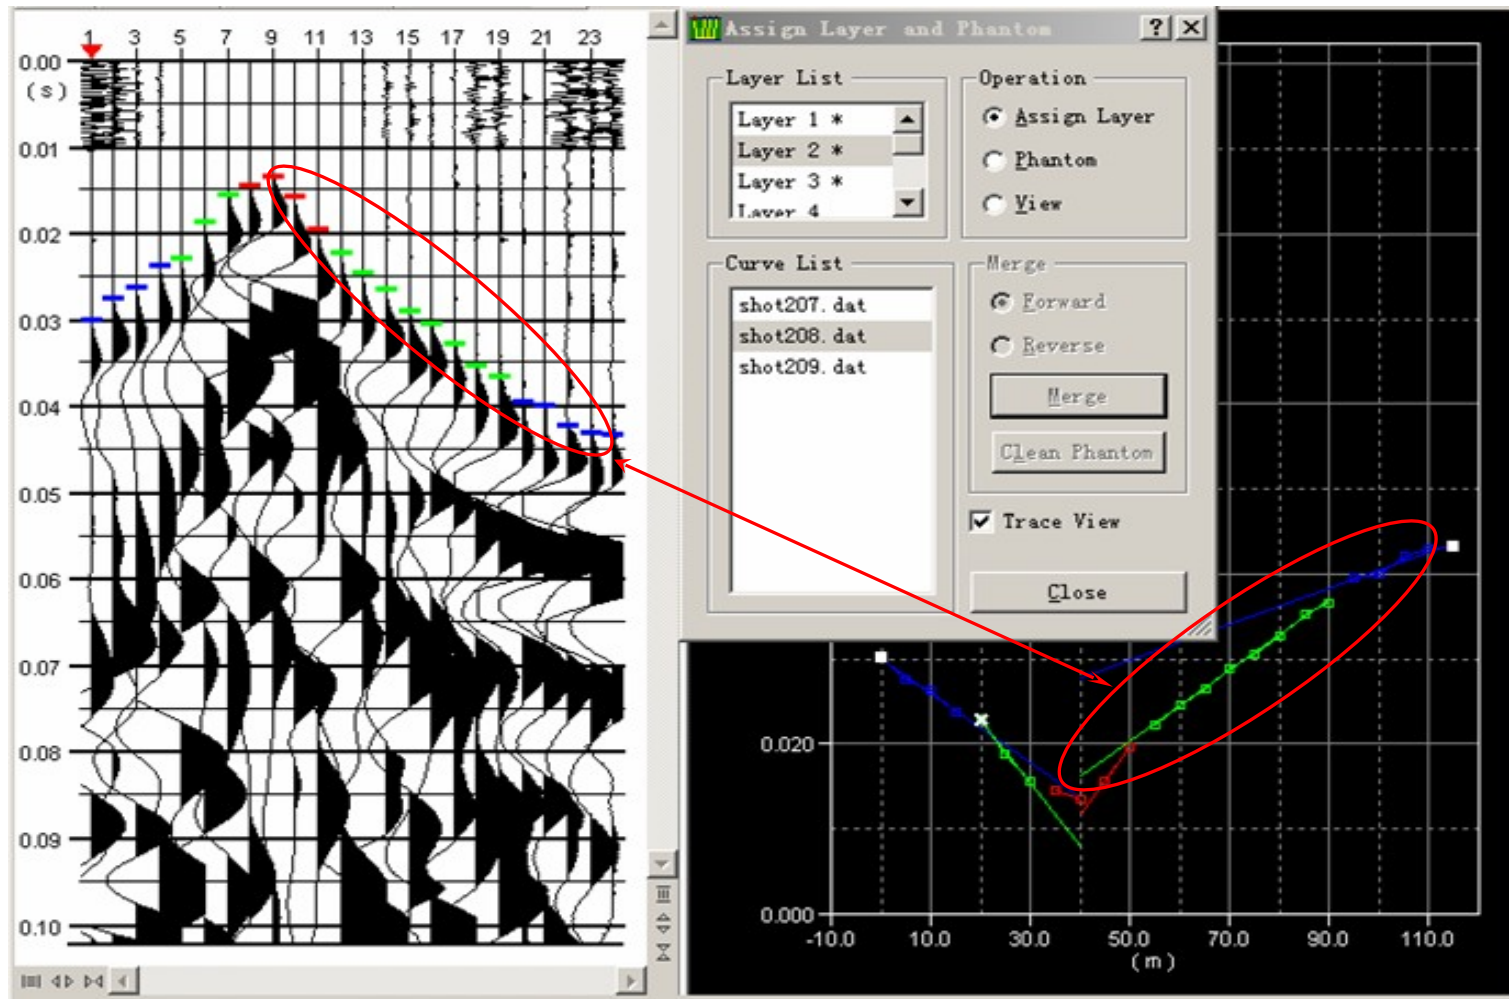 1 3 5 7 9 11 13 15 17 19 21 23
0.00
(s)
0.01
0.02
0.03
0.04
0.05
0.06
0.07
0.08
0.09
0.10
Assign Layer and Phantom
Layer List
Layer 1 *
Layer 2 *
Layer 3 *
Layer 4
Operation
Assign Layer
Phantom
View
Curve List
shot207.dat
shot208.dat
shot209.dat
Merge
Forward
Reverse
Merge
Clean Phantom
Trace View
Close
0.020
0.000
-10.0 10.0 30.0 50.0 70.0 90.0 110.0
(m)